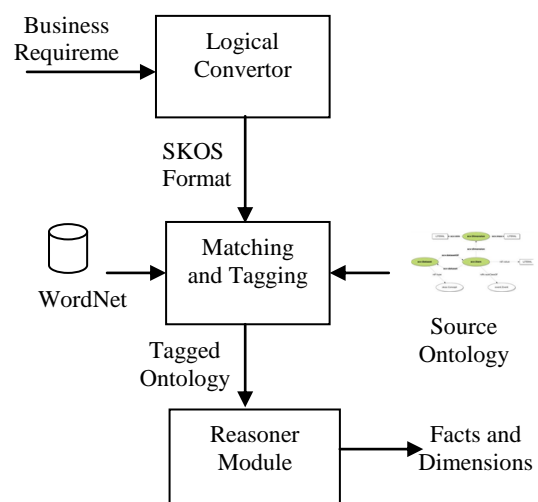 Business
Requireme
Logical
Convertor
SKOS
Format
WordNet
Matching
and Tagging
Source
Ontology
Tagged
Ontology
Reasoner
Module
Facts and
Dimensions